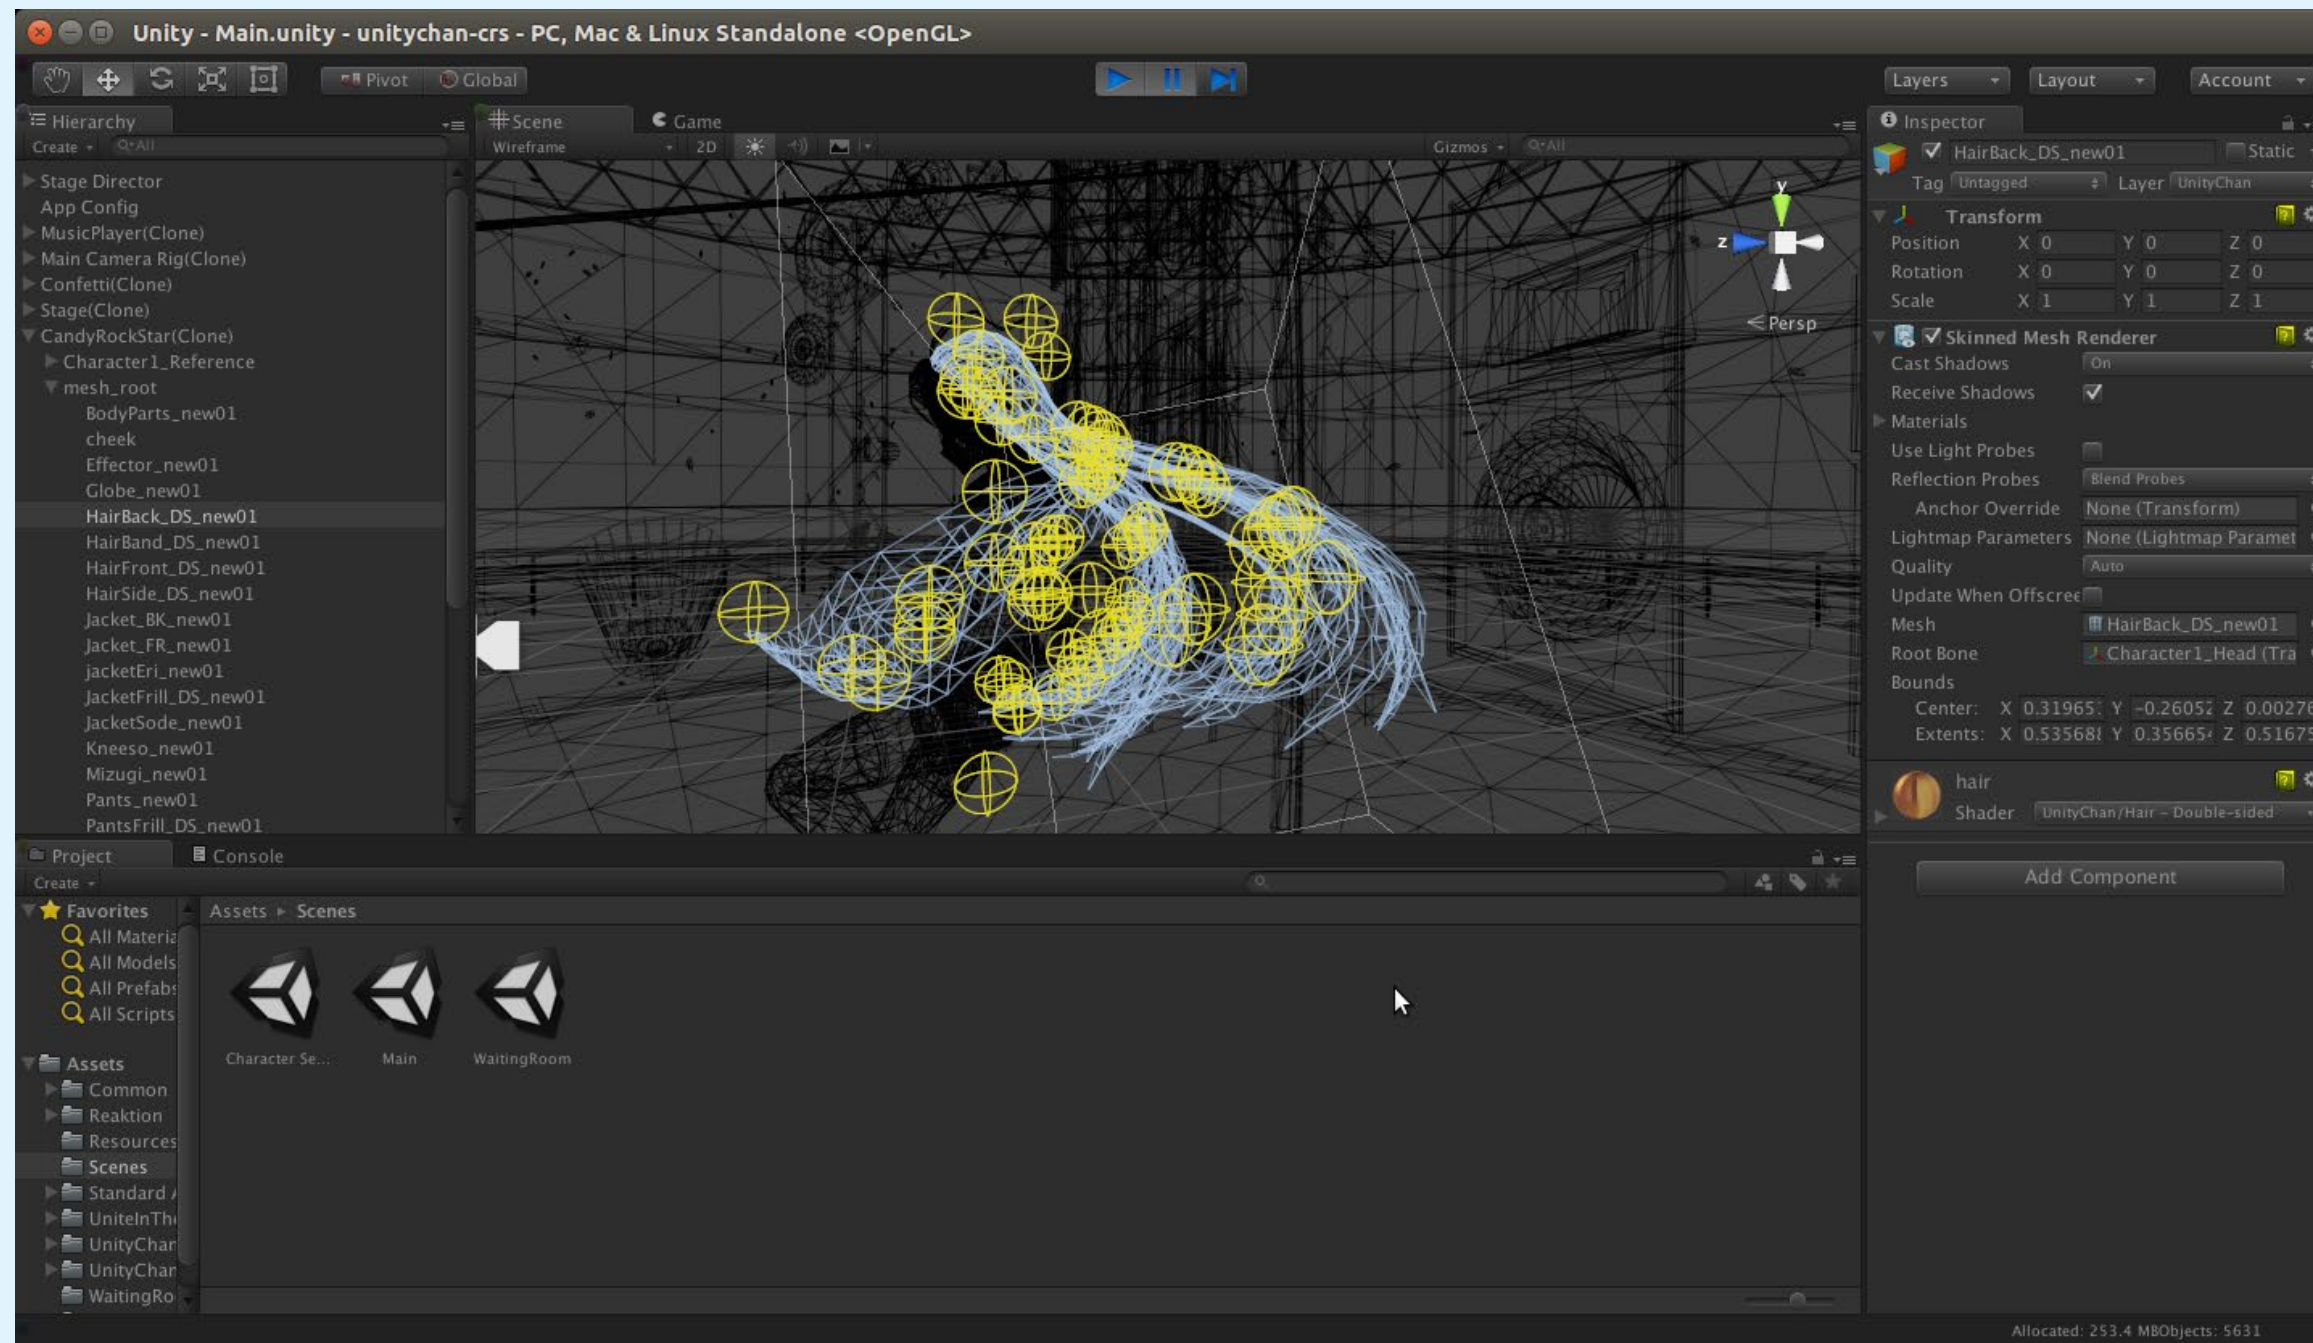 Unity - Main.unity - unitychan-crs - PC, Mac & Linux Standalone <OpenGL>
Pivot Global
Layers Layout Account
Hierarchy
Create All
Stage Director
App Config
MusicPlayer(Clone)
Main Camera Rig(Clone)
Confetti(Clone)
Stage(Clone)
CandyRockStar(Clone)
Character1_Reference
mesh_root
BodyParts_new01
cheek
Effector_new01
Globe_new01
HairBack_DS_new01
HairBand_DS_new01
HairFront_DS_new01
HairSide_DS_new01
Jacket_BK_new01
Jacket_FR_new01
jacketEri_new01
JacketFrill_DS_new01
JacketSode_new01
Kneeso_new01
Mizugi_new01
Pants_new01
PantsFrill_DS_new01
Scene Game
Wireframe 2D Gizmos All
y
z
Persp
Inspector
HairBack_DS_new01 Static
Tag Untagged Layer UnityChan
Transform
Position X 0 Y 0 Z 0
Rotation X 0 Y 0 Z 0
Scale X 1 Y 1 Z 1
Skinned Mesh Renderer
Cast Shadows On
Receive Shadows
Materials
Use Light Probes
Reflection Probes Blend Probes
Anchor Override None (Transform)
Lightmap Parameters None (Lightmap Paramet
Quality Auto
Update When Offscree
Mesh HairBack_DS_new01
Root Bone Character1_Head (Tra
Bounds
Center: X 0.31965 Y -0.26052 Z 0.00276
Extents: X 0.53568 Y 0.35665 Z 0.51675
hair
Shader UnityChan/Hair - Double-sided
Add Component
Project Console
Create
Favorites
All Materia
All Models
All Prefabs
All Scripts
Assets
Common
Reaktion
Resources
Scenes
Standard A
UniteInThe
UnityChan
UnityChan
WaitingRo
Assets Scenes
Character Se... Main WaitingRoom
Allocated: 253.4 MBObjects: 5631